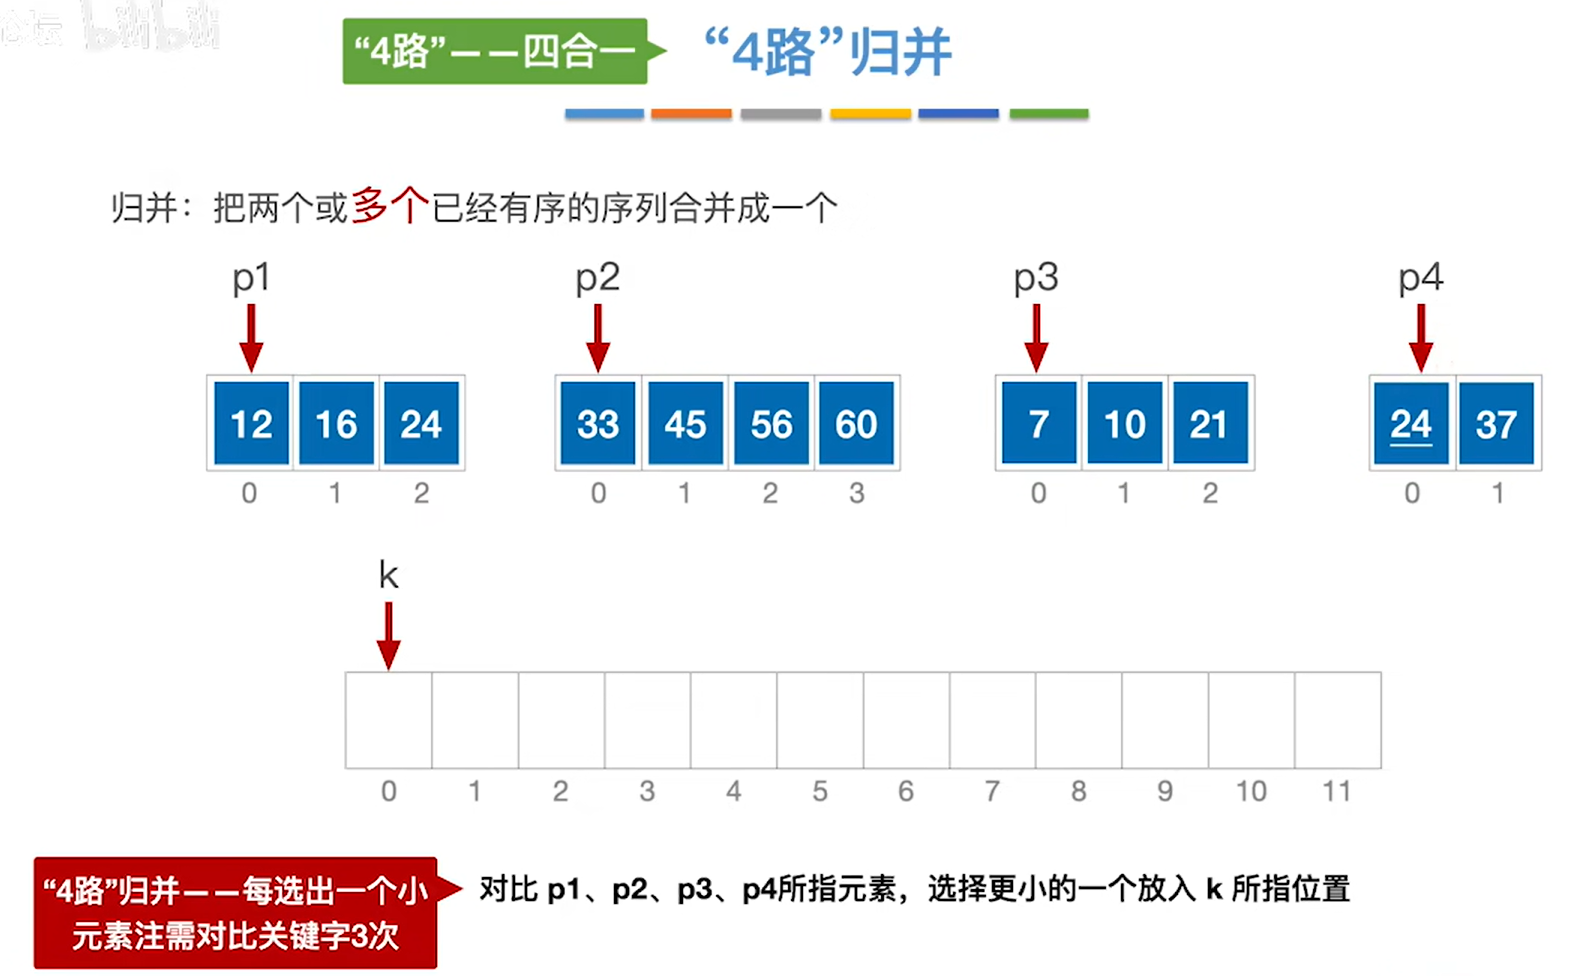 论坛 bilibili
“4路”——四合一
“4路”归并
归并：把两个或多个已经有序的序列合并成一个
p1 p2 p3 p4
12 16 24 33 45 56 60 7 10 21 24 37
0 1 2 0 1 2 3 0 1 2 0 1
k
0 1 2 3 4 5 6 7 8 9 10 11
“4路”归并——每选出一个小
元素注需对比关键字3次
对比 p1、p2、p3、p4所指元素，选择更小的一个放入 k 所指位置